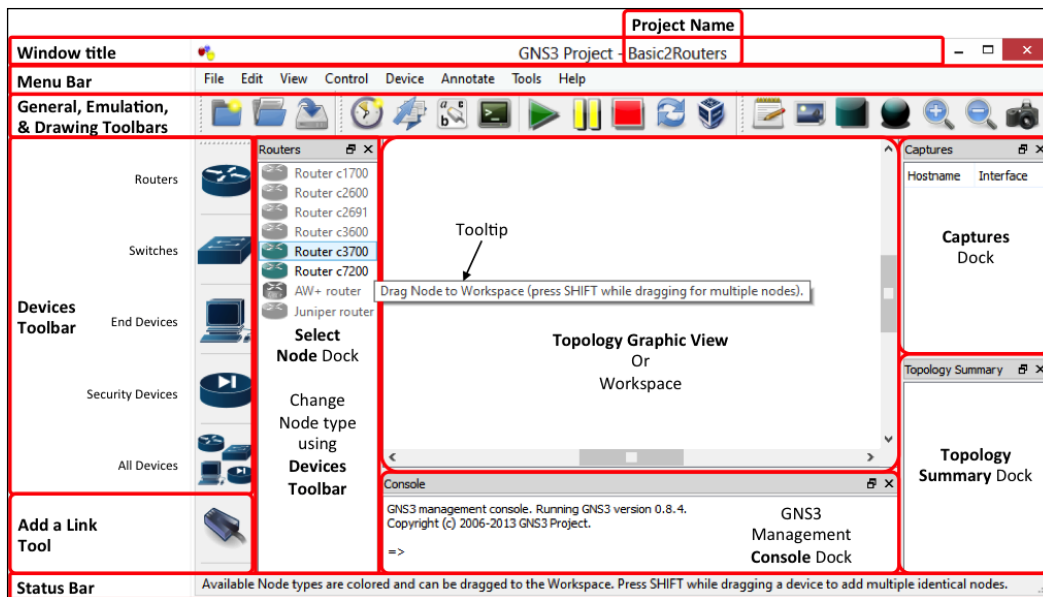 Project Name
Window title
GNS3 Project - Basic2Routers
Menu Bar
File Edit View Control Device Annotate Tools Help
General, Emulation,
& Drawing Toolbars
Devices
Toolbar
Routers
Switches
End Devices
Security Devices
All Devices
Routers
Router c1700
Router c2600
Router c2691
Router c3600
Router c3700
Router c7200
AW+ router
Juniper router
Select
Node Dock
Change
Node type
using
Devices
Toolbar
Tooltip
Drag Node to Workspace (press SHIFT while dragging for multiple nodes).
Topology Graphic View
Or
Workspace
Captures
Hostname Interface
Captures
Dock
Topology Summary
Topology
Summary Dock
Add a Link
Tool
Console
GNS3 management console. Running GNS3 version 0.8.4.
Copyright (c) 2006-2013 GNS3 Project.
=>
GNS3
Management
Console Dock
Status Bar
Available Node types are colored and can be dragged to the Workspace. Press SHIFT while dragging a device to add multiple identical nodes.